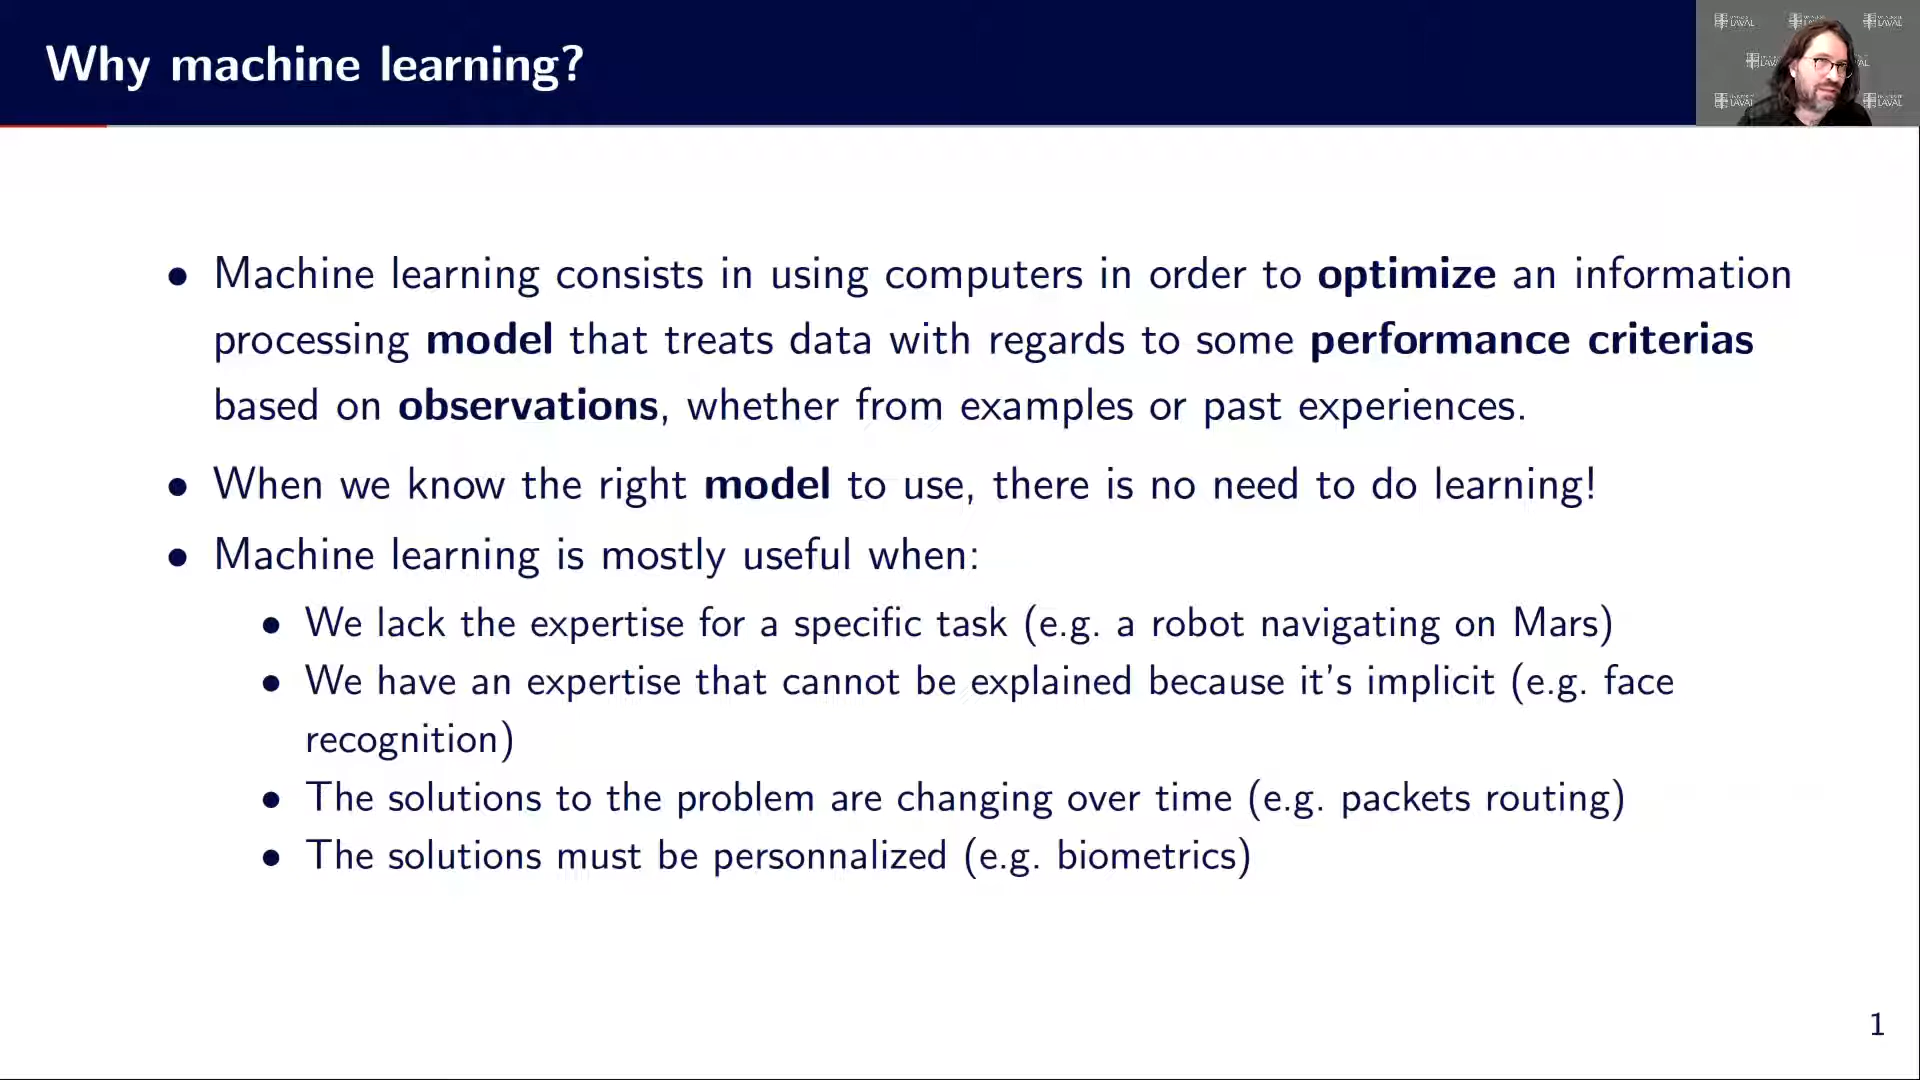 Why machine learning?
UNIVERSITÉ
LAVAL
LAVAL
LAVAL
• Machine learning consists in using computers in order to optimize an information
processing model that treats data with regards to some performance criterias
based on observations, whether from examples or past experiences.
• When we know the right model to use, there is no need to do learning!
• Machine learning is mostly useful when:
• We lack the expertise for a specific task (e.g. a robot navigating on Mars)
• We have an expertise that cannot be explained because it's implicit (e.g. face
recognition)
• The solutions to the problem are changing over time (e.g. packets routing)
• The solutions must be personnalized (e.g. biometrics)
1